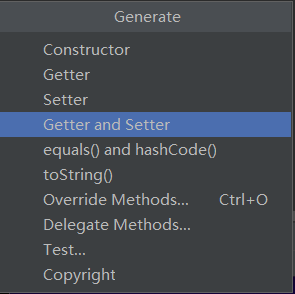 Generate
Constructor
Getter
Setter
Getter and Setter
equals() and hashCode()
toString()
Override Methods... Ctrl+O
Delegate Methods...
Test...
Copyright